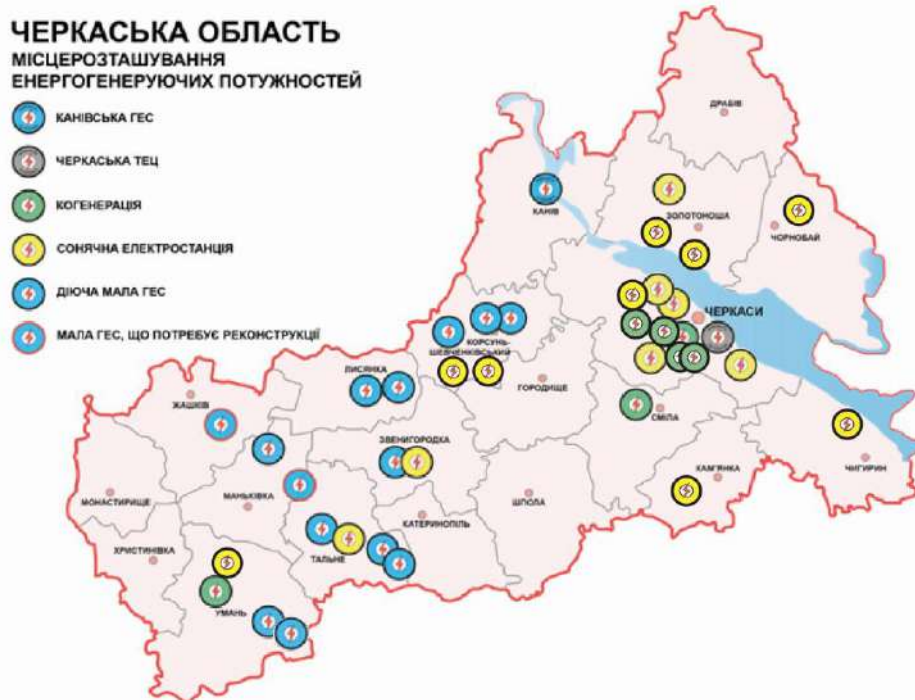 ЧЕРКАСЬКА ОБЛАСТЬ
МІСЦЕРОЗТАШУВАННЯ
ЕНЕРГОГЕНЕРУЮЧИХ ПОТУЖНОСТЕЙ
КАНІВСЬКА ГЕС
ЧЕРКАСЬКА ТЕЦ
КОГЕНЕРАЦІЯ
СОНЯЧНА ЕЛЕКТРОСТАНЦІЯ
ДІЮЧА МАЛА ГЕС
МАЛА ГЕС, ЩО ПОТРЕБУЄ РЕКОНСТРУКЦІЇ
ДРАБІВ
КАНІВ
ЗОЛОТОНОША
ЧОРНОБАЙ
ЧЕРКАСИ
КОРСУНЬ-
ШЕВЧЕНКІВСЬКИЙ
ГОРОДИЩЕ
ЛИСЯНКА
ЖАШКІВ
СМІЛА
ЗВЕНИГОРОДКА
КАМ'ЯНКА
ЧИГИРИН
МОНАСТИРИЩЕ
МАНЬКІВКА
ШПОЛА
КАТЕРИНОПІЛЬ
ХРИСТИНІВКА
ТАЛЬНЕ
УМАНЬ